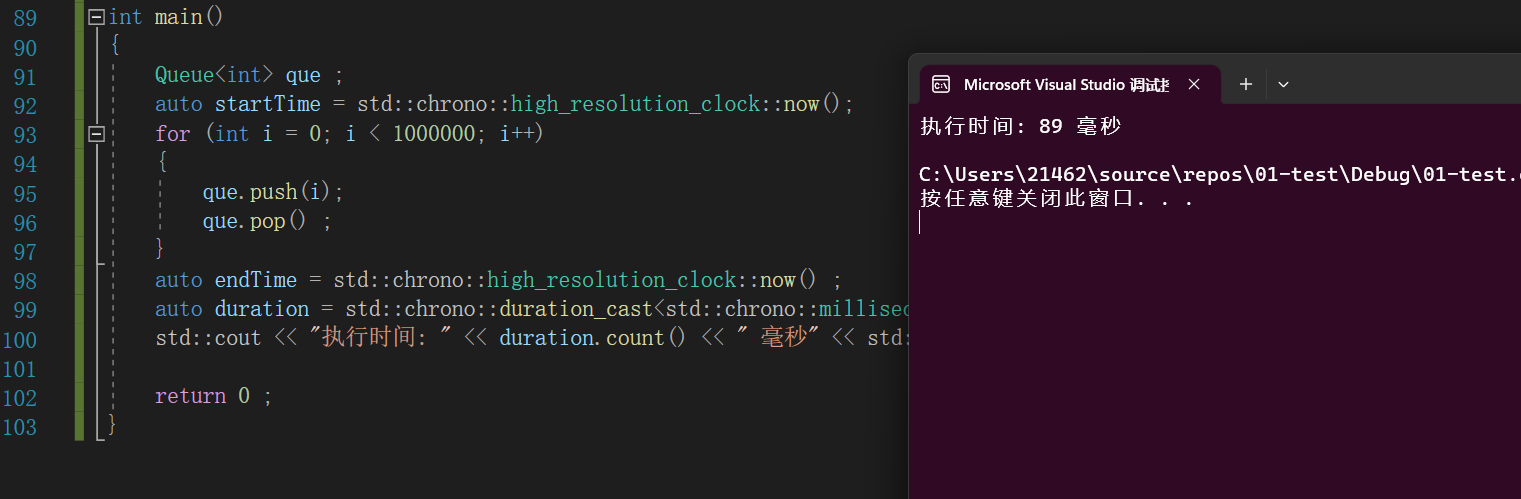 89 int main()
90 {
91 Queue<int> que ;
92 auto startTime = std::chrono::high_resolution_clock::now();
93 for (int i = 0; i < 1000000; i++)
94 {
95 que.push(i);
96 que.pop() ;
97 }
98 auto endTime = std::chrono::high_resolution_clock::now() ;
99 auto duration = std::chrono::duration_cast<std::chrono::millisec
100 std::cout << "执行时间: " << duration.count() << " 毫秒" << std:
101
102 return 0 ;
103 }
Microsoft Visual Studio 调试
执行时间: 89 毫秒
C:\Users\21462\source\repos\01-test\Debug\01-test.
按任意键关闭此窗口. . .